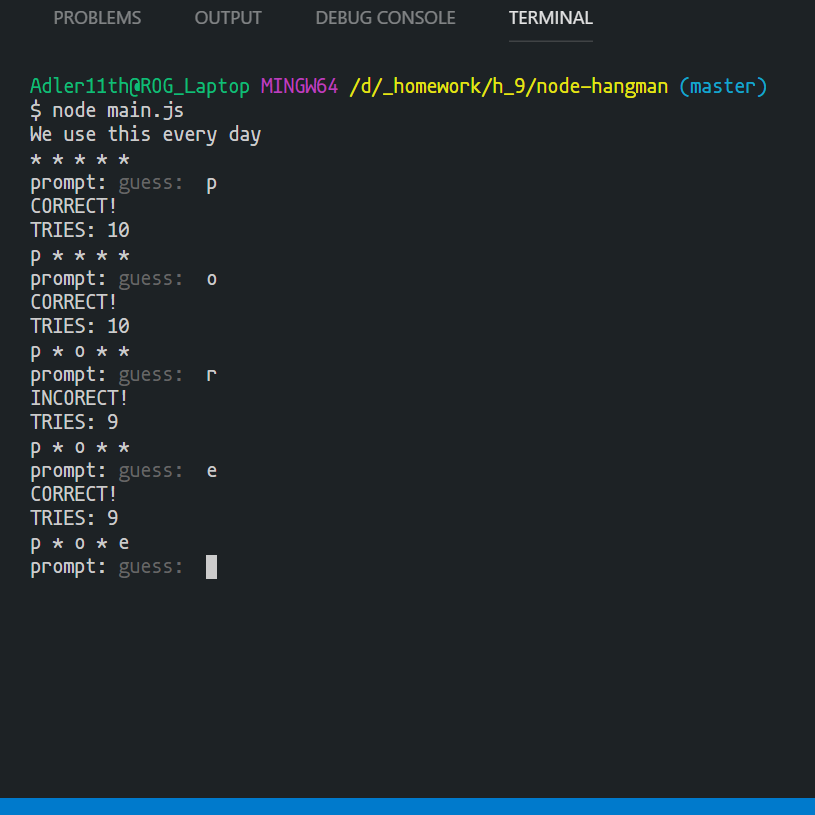 PROBLEMS OUTPUT DEBUG CONSOLE TERMINAL
Adler11th@ROG_Laptop MINGW64 /d/_homework/h_9/node-hangman (master)
$ node main.js
We use this every day
* * * * *
prompt: guess:  p
CORRECT!
TRIES: 10
p * * * *
prompt: guess:  o
CORRECT!
TRIES: 10
p * o * *
prompt: guess:  r
INCORECT!
TRIES: 9
p * o * *
prompt: guess:  e
CORRECT!
TRIES: 9
p * o * e
prompt: guess: